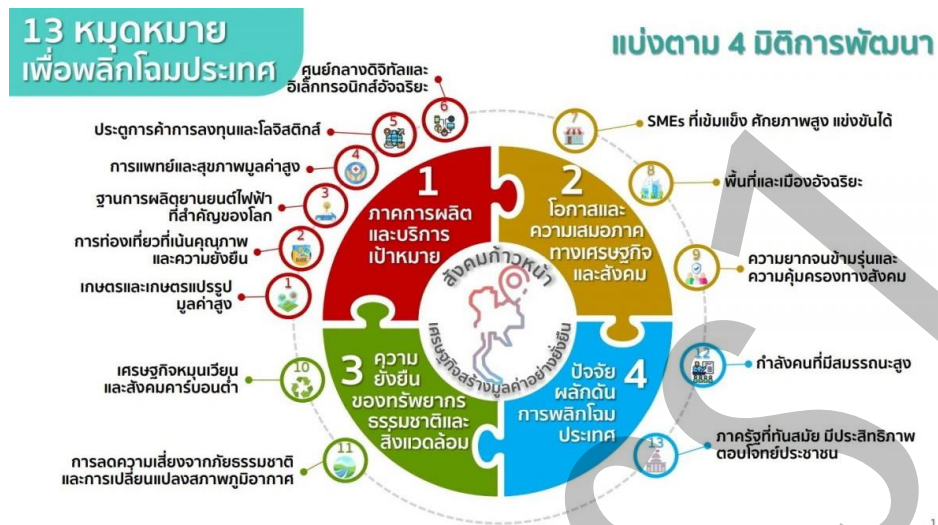 13 หมุดหมาย
เพื่อพลิกโฉมประเทศ
แบ่งตาม 4 มิติการพัฒนา
ศูนย์กลางดิจิทัลและ
อิเล็กทรอนิกส์อัจฉริยะ
6
ประตูการค้าการลงทุนและโลจิสติกส์
5
การแพทย์และสุขภาพมูลค่าสูง
4
ฐานการผลิตยานยนต์ไฟฟ้า
ที่สำคัญของโลก
3
การท่องเที่ยวที่เน้นคุณภาพ
และความยั่งยืน
2
เกษตรและเกษตรแปรรูป
มูลค่าสูง
1
1
ภาคการผลิต
และบริการ
เป้าหมาย
2
โอกาสและ
ความเสมอภาค
ทางเศรษฐกิจ
และสังคม
7
SMEs ที่เข้มแข็ง ศักยภาพสูง แข่งขันได้
8
พื้นที่และเมืองอัจฉริยะ
9
ความยากจนข้ามรุ่นและ
ความคุ้มครองทางสังคม
สังคมก้าวหน้า
เศรษฐกิจสร้างมูลค่าอย่างยั่งยืน
3 ความ
ยั่งยืน
ของทรัพยากร
ธรรมชาติและ
สิ่งแวดล้อม
เศรษฐกิจหมุนเวียน
และสังคมคาร์บอนต่ำ
10
การลดความเสี่ยงจากภัยธรรมชาติ
และการเปลี่ยนแปลงสภาพภูมิอากาศ
11
ปัจจัย 4
ผลักดัน
การพลิกโฉม
ประเทศ
12
กำลังคนที่มีสมรรถนะสูง
13
ภาครัฐที่ทันสมัย มีประสิทธิภาพ
ตอบโจทย์ประชาชน